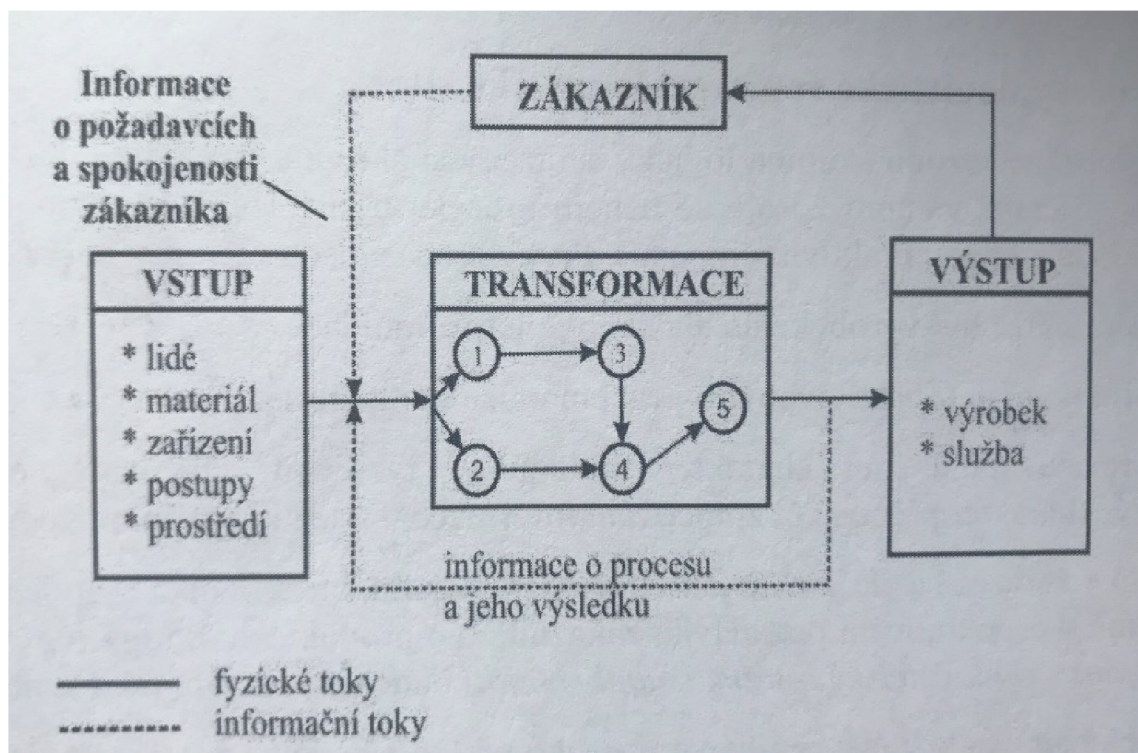 Informace
o požadavcích
a spokojenosti
zákazníka
ZÁKAZNÍK
VSTUP
* lidé
* materiál
* zařízení
* postupy
* prostředí
TRANSFORMACE
1
3
2
4
5
VÝSTUP
* výrobek
* služba
informace o procesu
a jeho výsledku
fyzické toky
informační toky